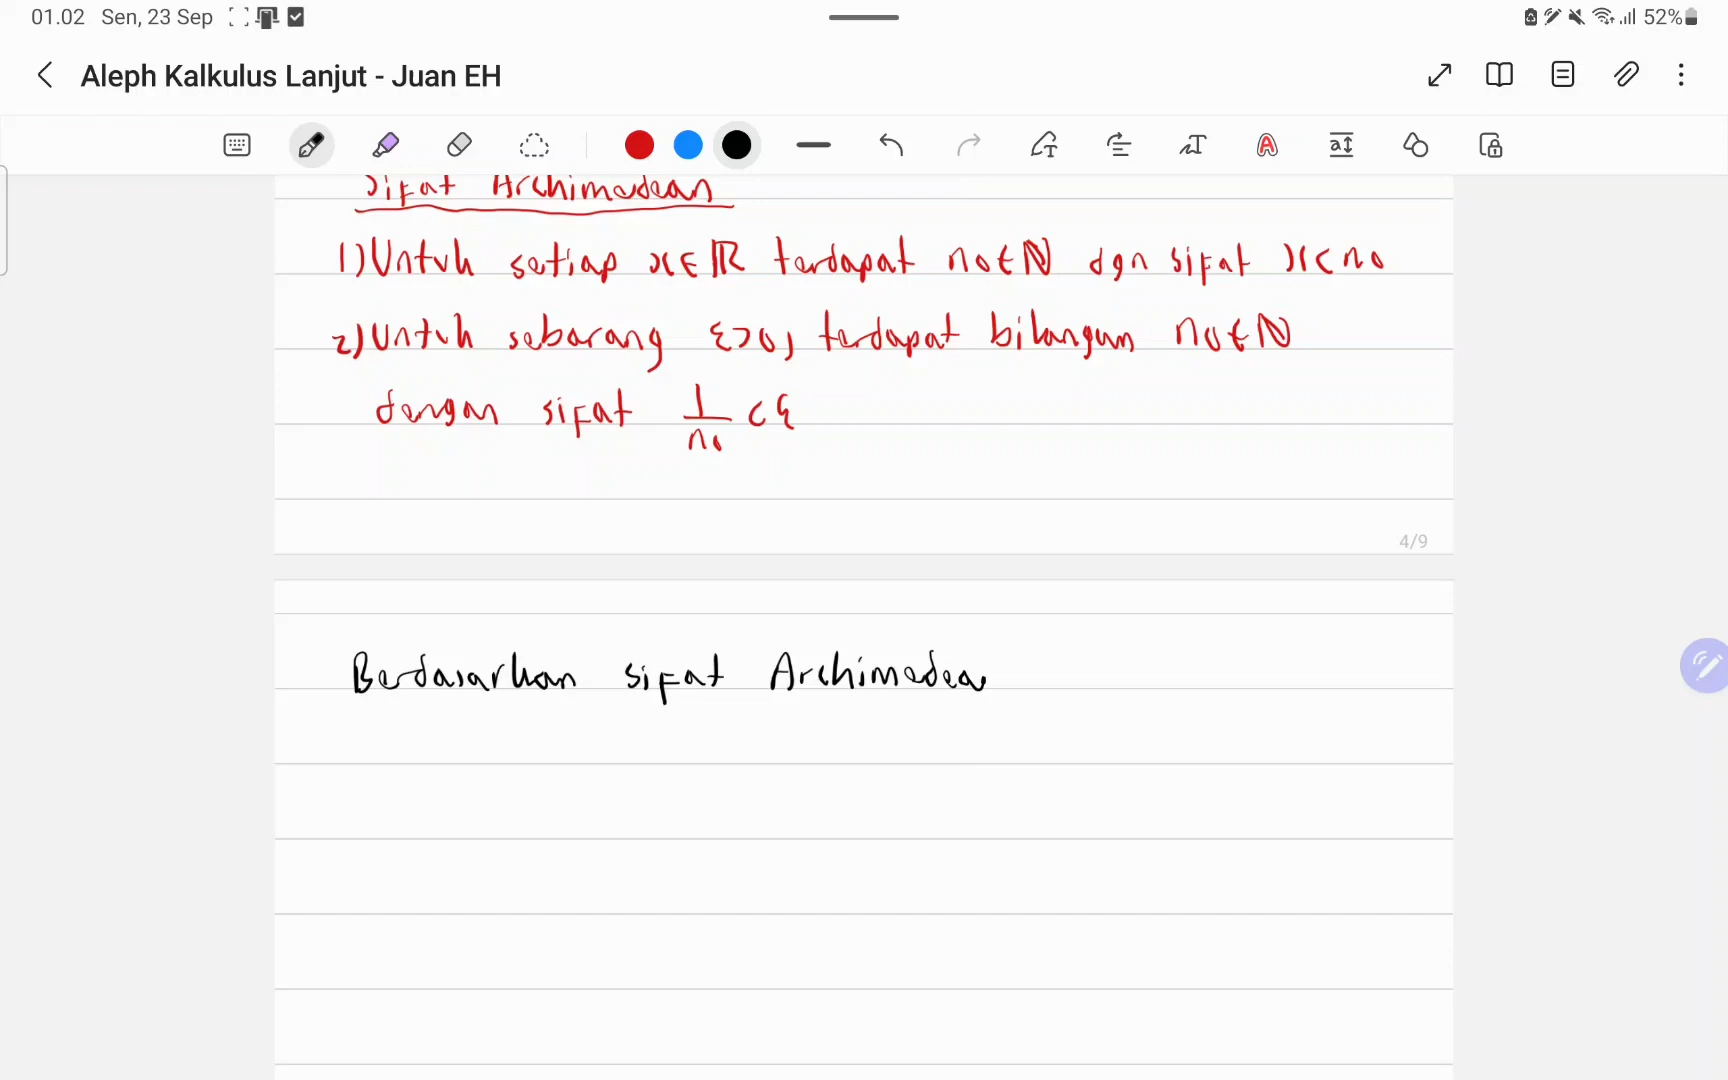 01.02 Sen, 23 Sep
52%
Aleph Kalkulus Lanjut - Juan EH
Sifat Archimedean
1) Untuk setiap x ∈ ℝ terdapat n₀ ∈ ℕ dgn sifat x < n₀
2) Untuk sebarang ε > 0, terdapat bilangan n₀ ∈ ℕ
dengan sifat 1/n₀ < ε
4/9
Berdasarkan sifat Archimedea